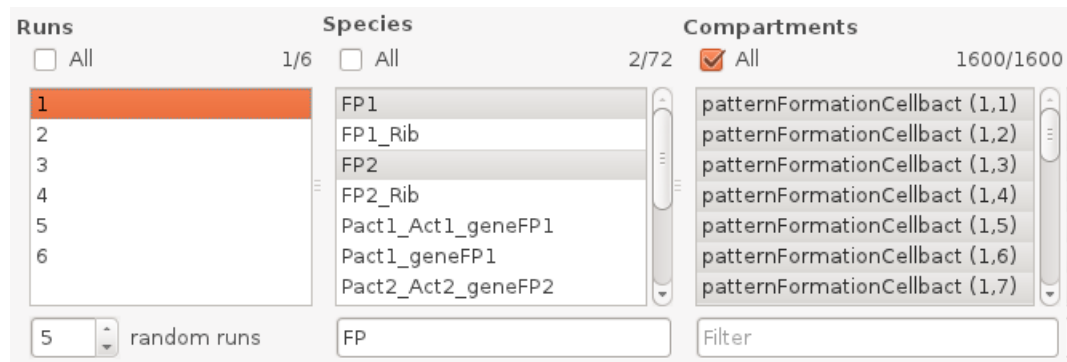 Runs
All 1/6
1
2
3
4
5
6
5 random runs
Species
All 2/72
FP1
FP1_Rib
FP2
FP2_Rib
Pact1_Act1_geneFP1
Pact1_geneFP1
Pact2_Act2_geneFP2
FP
Compartments
All 1600/1600
patternFormationCellbact (1,1)
patternFormationCellbact (1,2)
patternFormationCellbact (1,3)
patternFormationCellbact (1,4)
patternFormationCellbact (1,5)
patternFormationCellbact (1,6)
patternFormationCellbact (1,7)
Filter